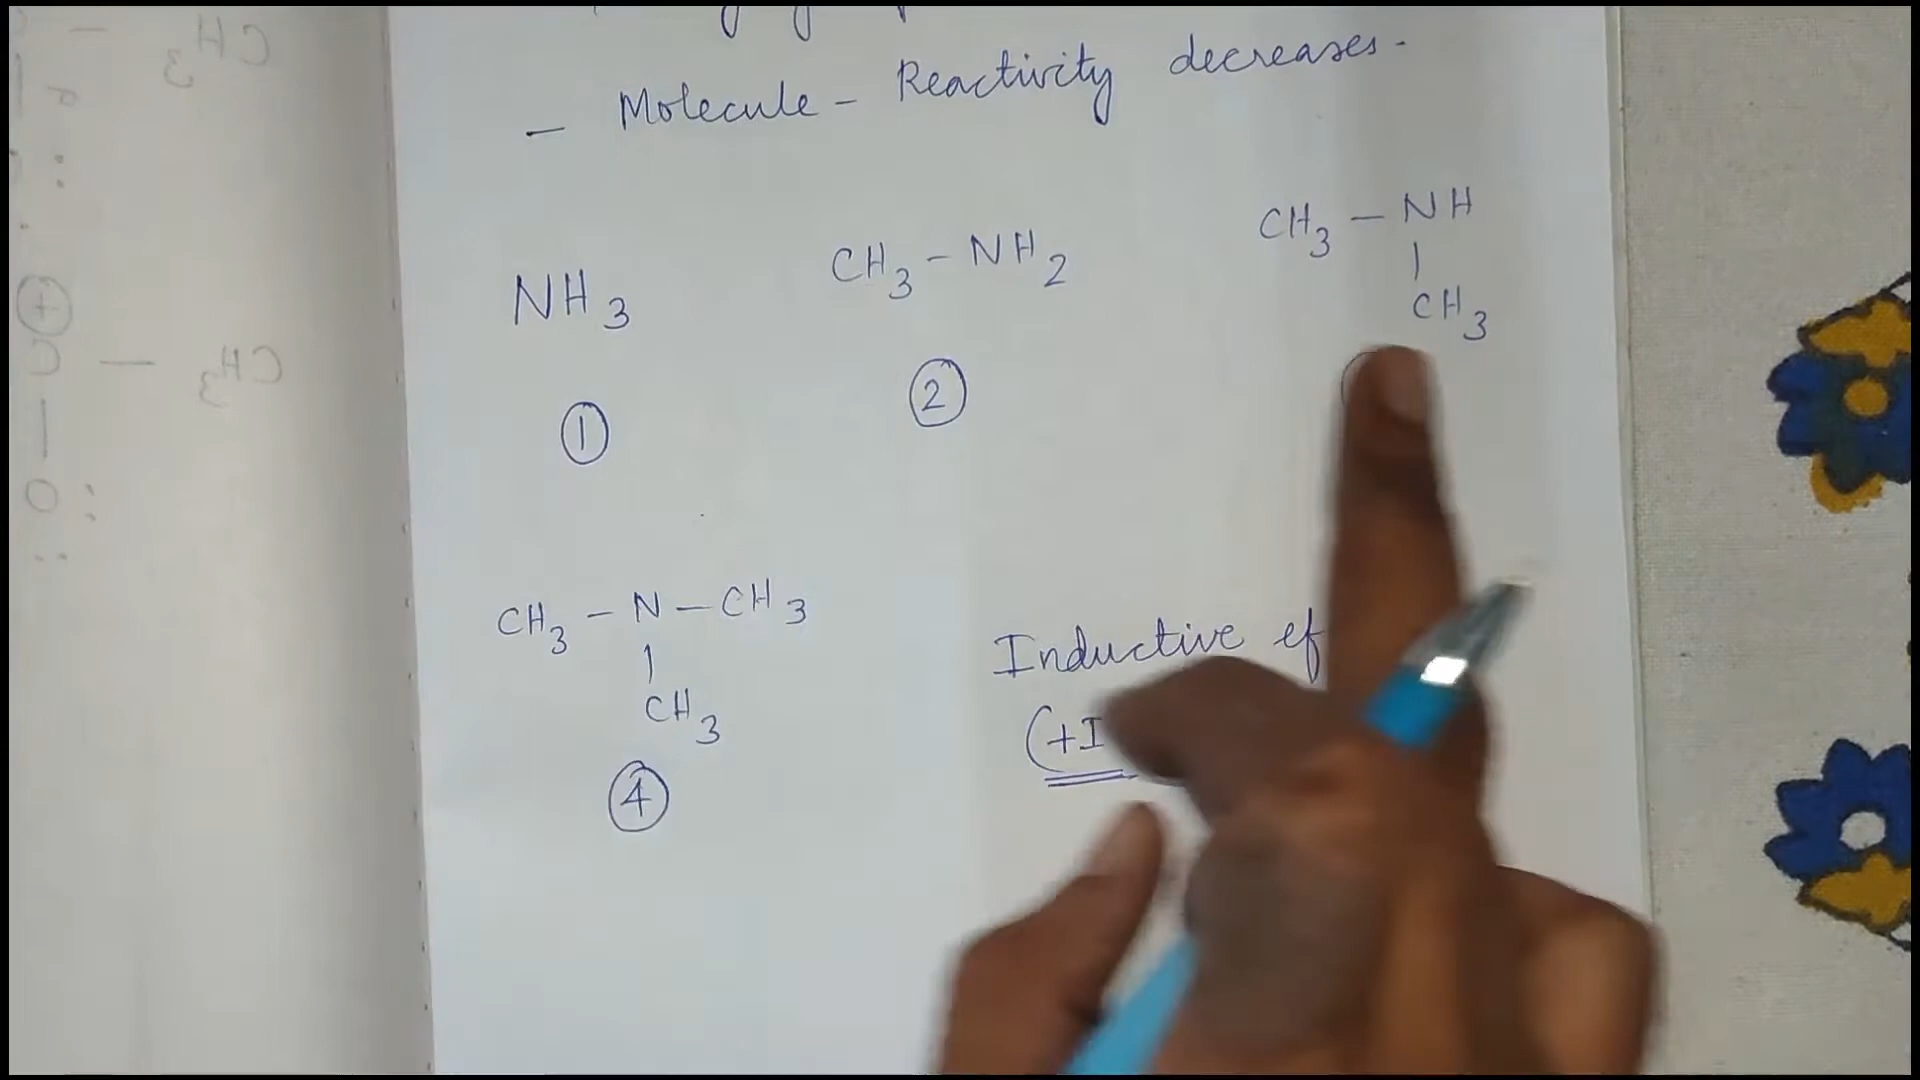 - Molecule - Reactivity decreases.
NH3
CH3 - NH2
CH3 - NH
|
CH3
1
2
CH3 - N - CH3
|
CH3
4
Inductive
(+I